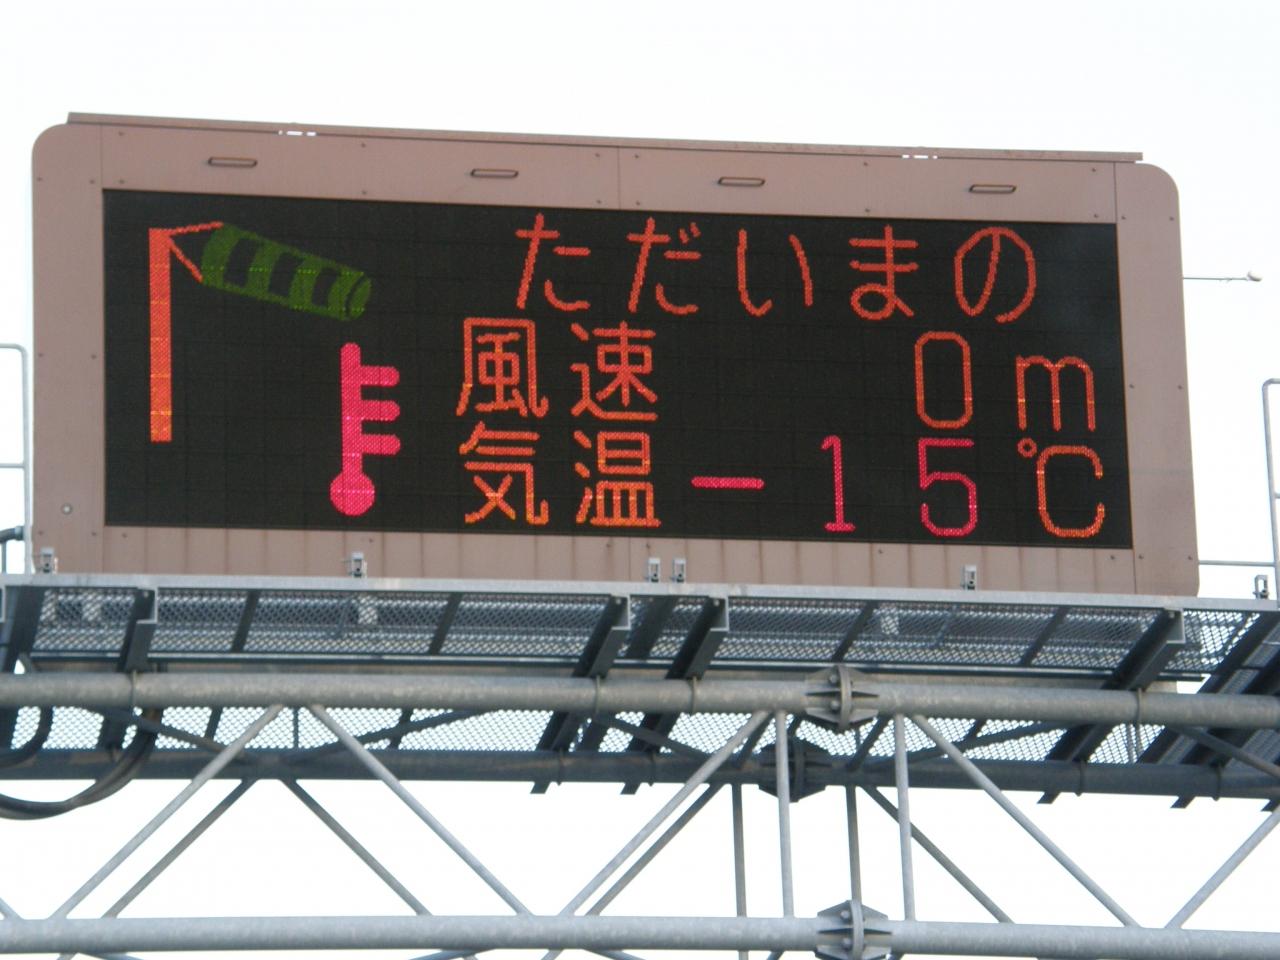 ただいまの
風速 0m
気温 -15℃